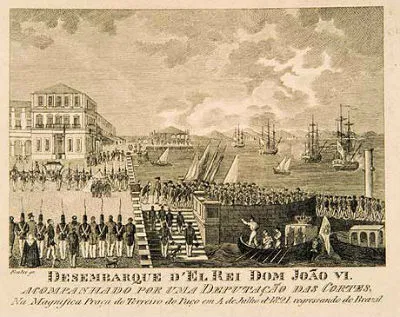 DESEMBARQUE D'EL REI DOM JOÃO VI.
ACOMPANHADO POR UMA DEPUTAÇÃO DAS CORTES.
Na Magnifica Praça do Terreiro do Paço em 4 de Julho d'1821, regressando do Brazil